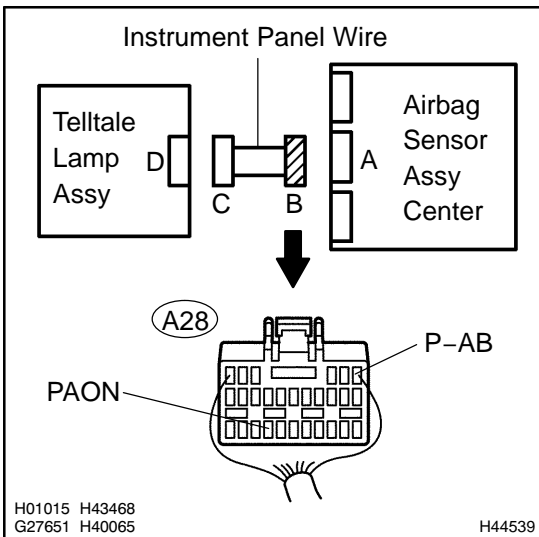 Instrument Panel Wire
Telltale
Lamp
Assy
D
C
B
A
Airbag
Sensor
Assy
Center
A28
P−AB
PAON
H01015 H43468
G27651 H40065
H44539